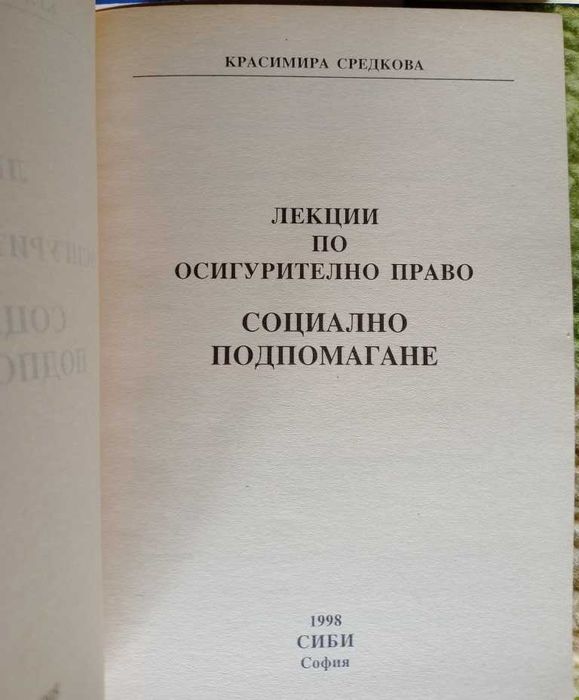 КРАСИМИРА СРЕДКОВА
ЛЕКЦИИ
ПО
ОСИГУРИТЕЛНО ПРАВО
СОЦИАЛНО
ПОДПОМАГАНЕ
1998
СИБИ
София